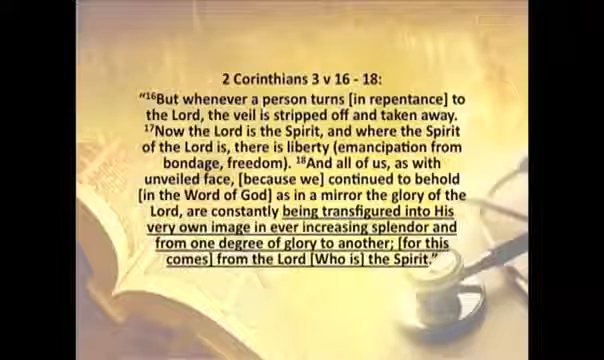 2 Corinthians 3 v 16 - 18:
“¹⁶But whenever a person turns [in repentance] to
the Lord, the veil is stripped off and taken away.
¹⁷Now the Lord is the Spirit, and where the Spirit
of the Lord is, there is liberty (emancipation from
bondage, freedom). ¹⁸And all of us, as with
unveiled face, [because we] continued to behold
[in the Word of God] as in a mirror the glory of the
Lord, are constantly being transfigured into His
very own image in ever increasing splendor and
from one degree of glory to another; [for this
comes] from the Lord [Who is] the Spirit.”